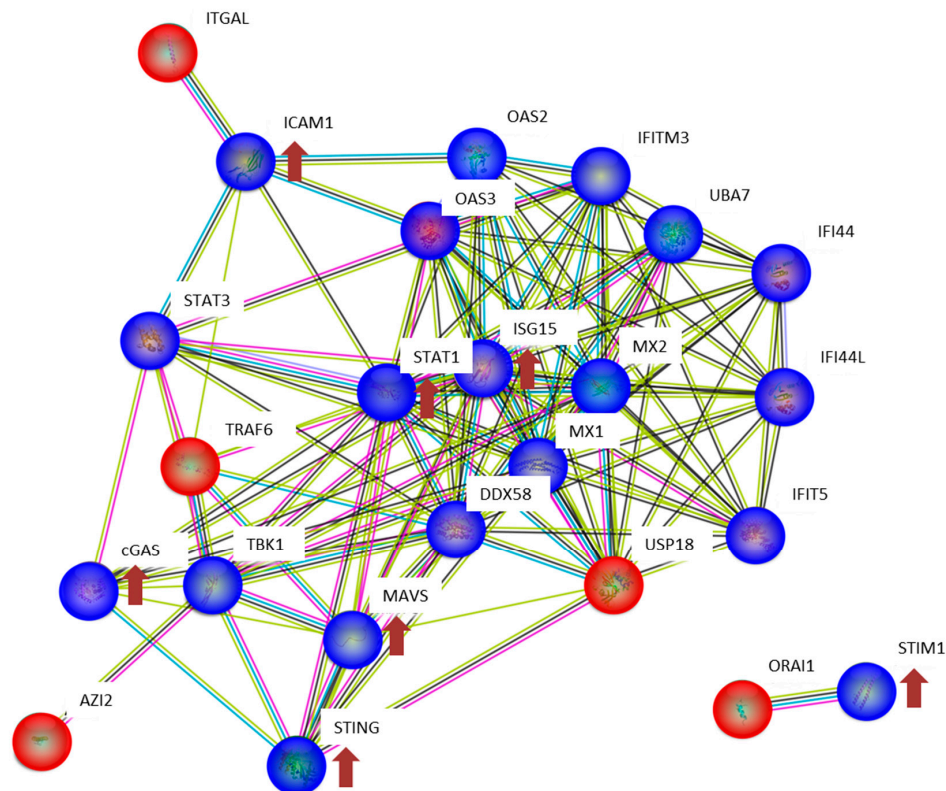 ITGAL
ICAM1
OAS2
IFITM3
OAS3
UBA7
IFI44
STAT3
STAT1
ISG15
MX2
IFI44L
TRAF6
MX1
DDX58
IFIT5
cGAS
TBK1
USP18
MAVS
AZI2
STING
ORAI1
STIM1